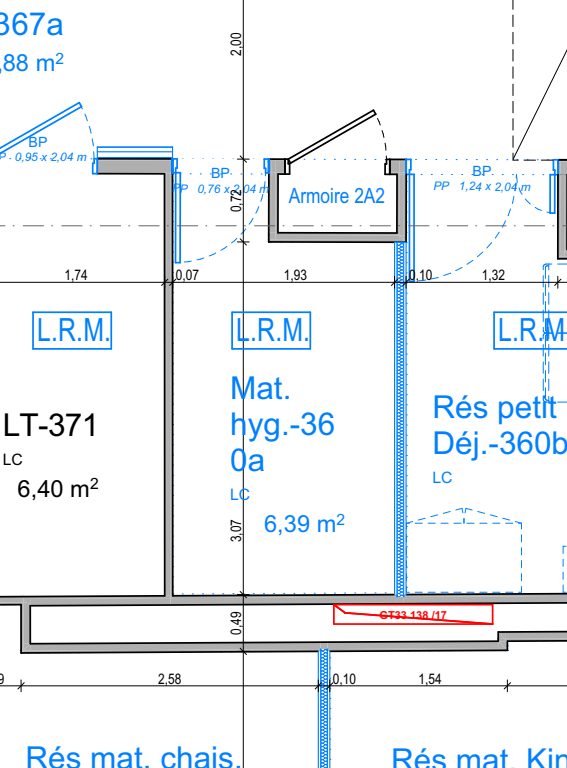 367a
,88 m²
2,00
BP
PP - 0,95 x 2,04 m
BP
PP 0,76 x 2,04 m
0,72
Armoire 2A2
BP
PP 1,24 x 2,04 m
1,74
0,07
1,93
0,10
1,32
L.R.M.
L.R.M.
L.R.M
LT-371
LC
6,40 m²
Mat.
hyg.-36
0a
LC
6,39 m²
Rés petit
Déj.-360b
LC
3,07
0,49
GT33 138 /17
9
2,58
0,10
1,54
Rés mat. chais.
Rés mat. Kin